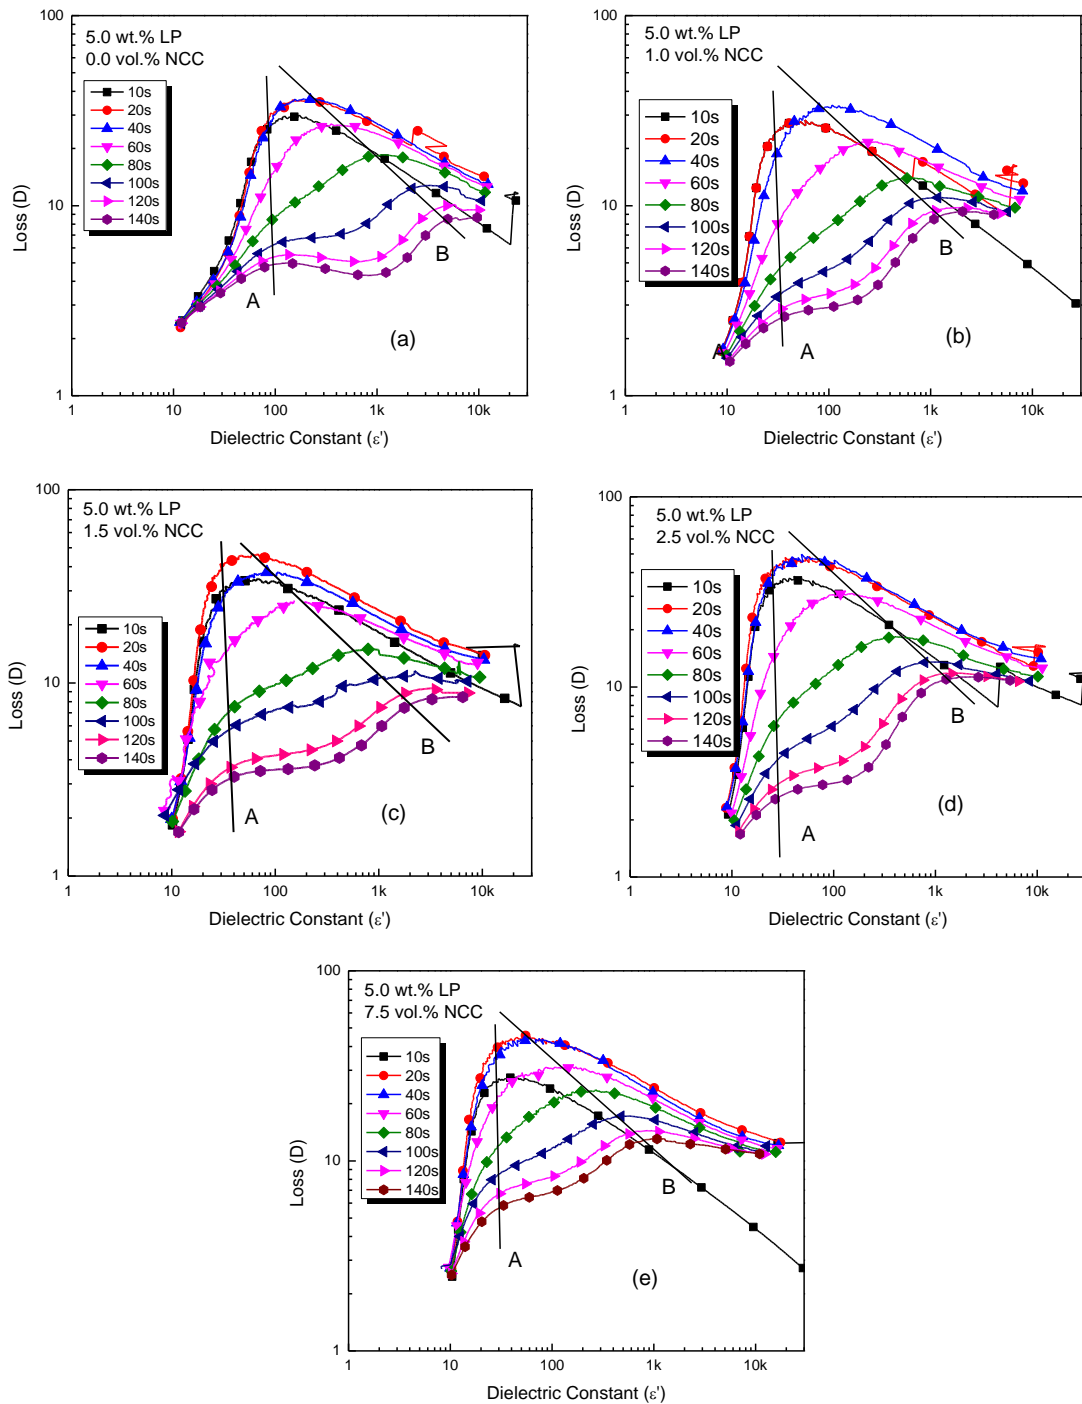 100
10
1
Loss (D)
5.0 wt.% LP
0.0 vol.% NCC
10s
20s
40s
60s
80s
100s
120s
140s
A
B
(a)
1 10 100 1k 10k
Dielectric Constant (ε')
100
10
1
Loss (D)
5.0 wt.% LP
1.0 vol.% NCC
10s
20s
40s
60s
80s
100s
120s
140s
A
A
B
(b)
1 10 100 1k 10k
Dielectric Constant (ε')
100
10
1
Loss (D)
5.0 wt.% LP
1.5 vol.% NCC
10s
20s
40s
60s
80s
100s
120s
140s
A
B
(c)
1 10 100 1k 10k
Dielectric Constant (ε')
100
10
1
Loss (D)
5.0 wt.% LP
2.5 vol.% NCC
10s
20s
40s
60s
80s
100s
120s
140s
A
B
(d)
1 10 100 1k 10k
Dielectric Constant (ε')
100
10
1
Loss (D)
5.0 wt.% LP
7.5 vol.% NCC
10s
20s
40s
60s
80s
100s
120s
140s
A
B
(e)
1 10 100 1k 10k
Dielectric Constant (ε')